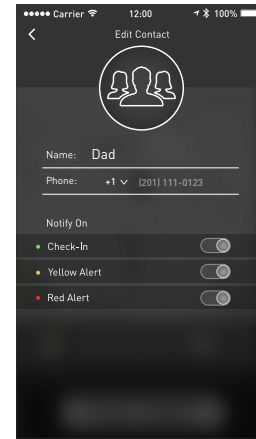 Carrier 12:00 100%
Edit Contact
Name: Dad
Phone: +1 (201) 111-0123
Notify On
Check-In
Yellow Alert
Red Alert